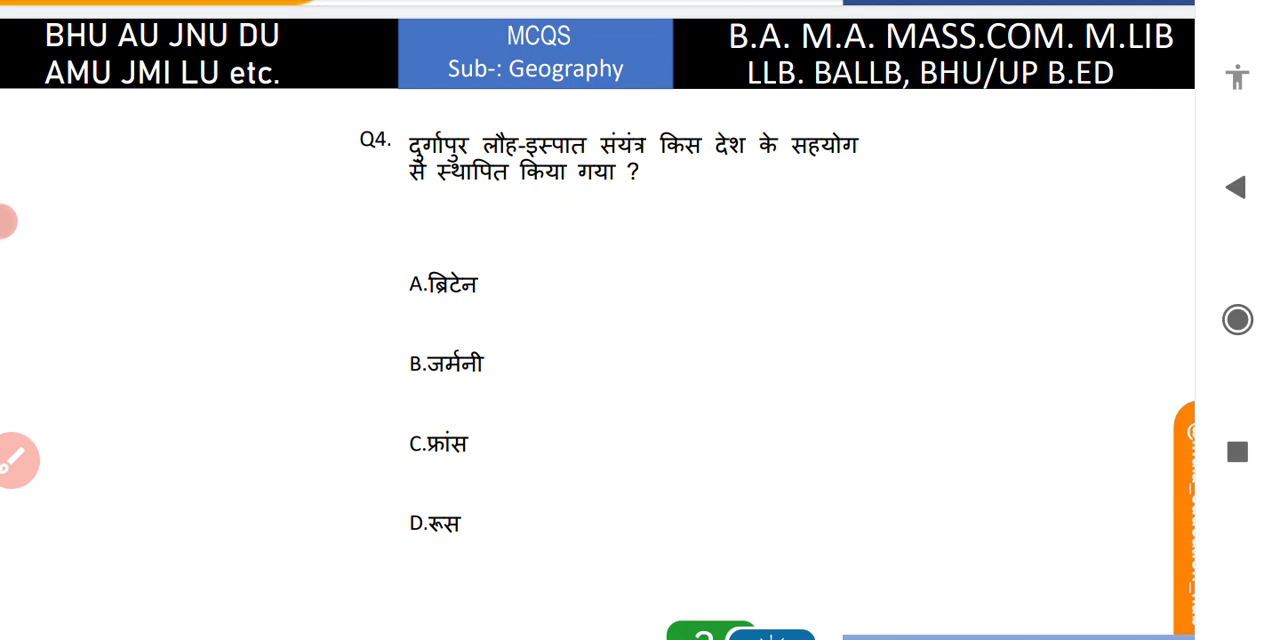 BHU AU JNU DU
AMU JMI LU etc.
MCQS
Sub-: Geography
B.A. M.A. MASS.COM. M.LIB
LLB. BALLB, BHU/UP B.ED
Q4. दुर्गापुर लौह-इस्पात संयंत्र किस देश के सहयोग
से स्थापित किया गया ?
A.ब्रिटेन
B.जर्मनी
C.फ्रांस
D.रूस